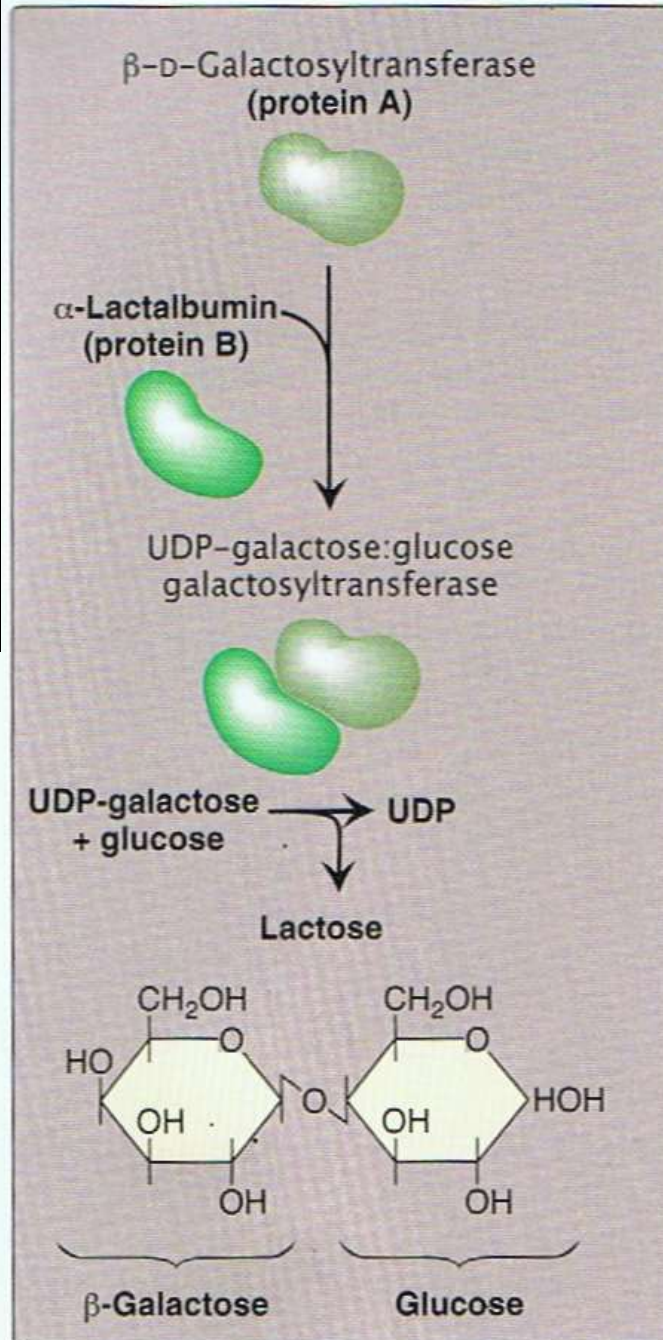 β-D-Galactosyltransferase
(protein A)
α-Lactalbumin
(protein B)
UDP-galactose:glucose
galactosyltransferase
UDP-galactose
+ glucose
UDP
Lactose
CH₂OH
CH₂OH
O
O
HO
O
HOH
OH
OH
OH
OH
β-Galactose
Glucose